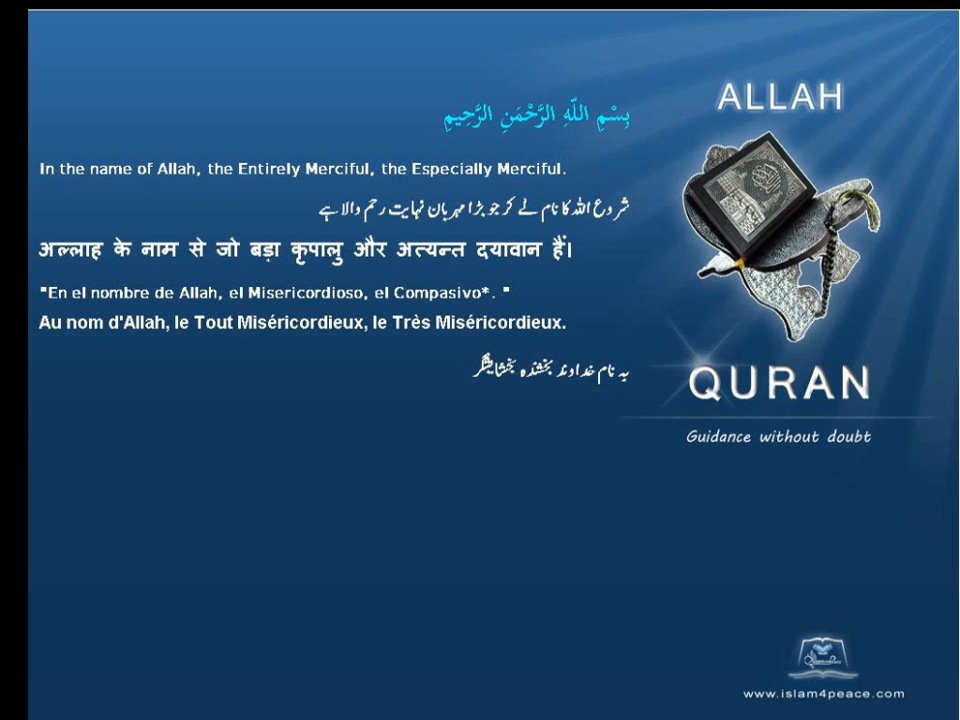 بِسْمِ اللّهِ الرَّحْمَنِ الرَّحِيمِ
In the name of Allah, the Entirely Merciful, the Especially Merciful.
شروع اللہ کا نام لے کر جو بڑا مہربان نہایت رحم والا ہے
अल्लाह के नाम से जो बड़ा कृपालु और अत्यन्त दयावान हैं।
"En el nombre de Allah, el Misericordioso, el Compasivo*. "
Au nom d'Allah, le Tout Miséricordieux, le Très Miséricordieux.
به نام خداوند بخشنده بخشایشگر
ALLAH
QURAN
Guidance without doubt
www.islam4peace.com